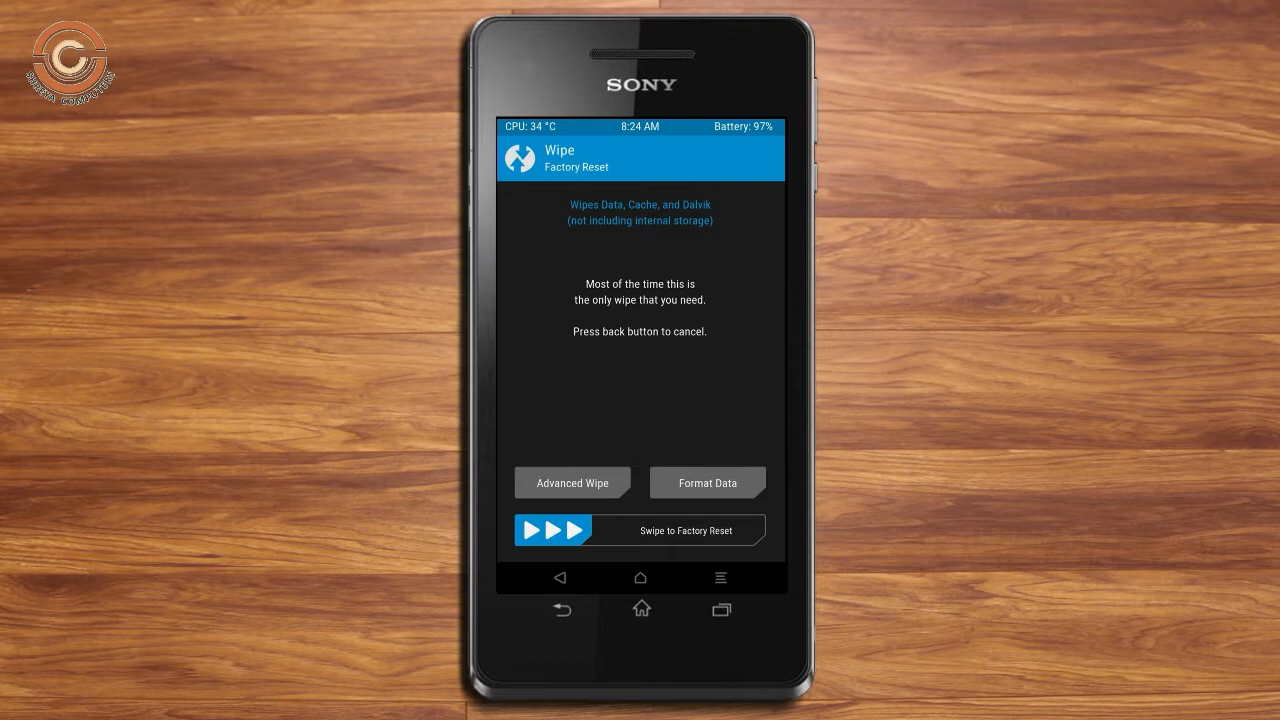 SHREYA COMPUTERS
SONY
CPU: 34 °C 8:24 AM Battery: 97%
Wipe
Factory Reset
Wipes Data, Cache, and Dalvik
(not including internal storage)
Most of the time this is
the only wipe that you need.
Press back button to cancel.
Advanced Wipe Format Data
Swipe to Factory Reset